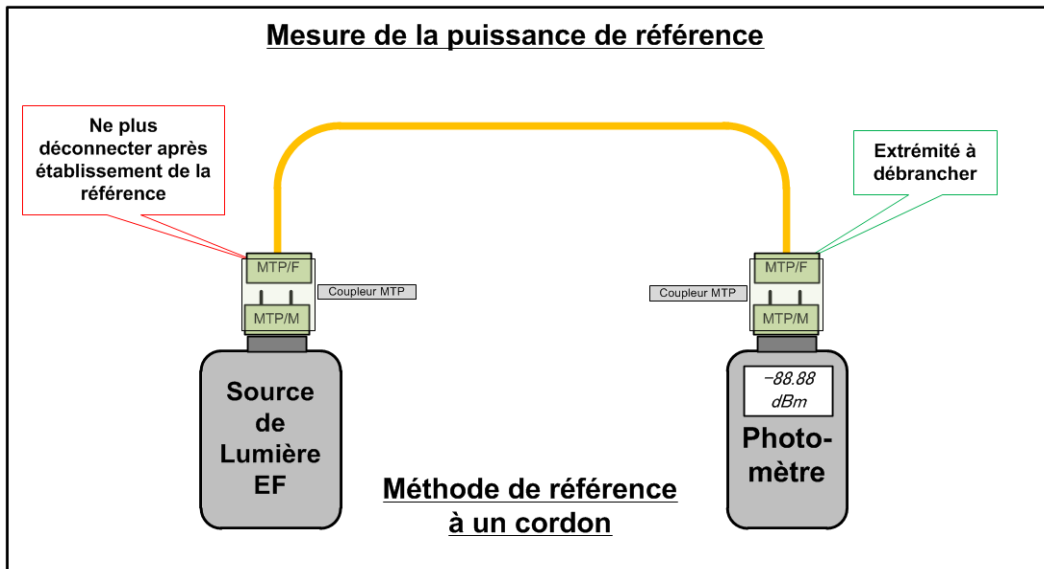 Mesure de la puissance de référence
Ne plus
déconnecter après
établissement de la
référence
Extrémité à
débrancher
MTP/F
MTP/F
Coupleur MTP
Coupleur MTP
MTP/M
MTP/M
Source
de
Lumière
EF
−88.88
dBm
Photo-
mètre
Méthode de référence
à un cordon